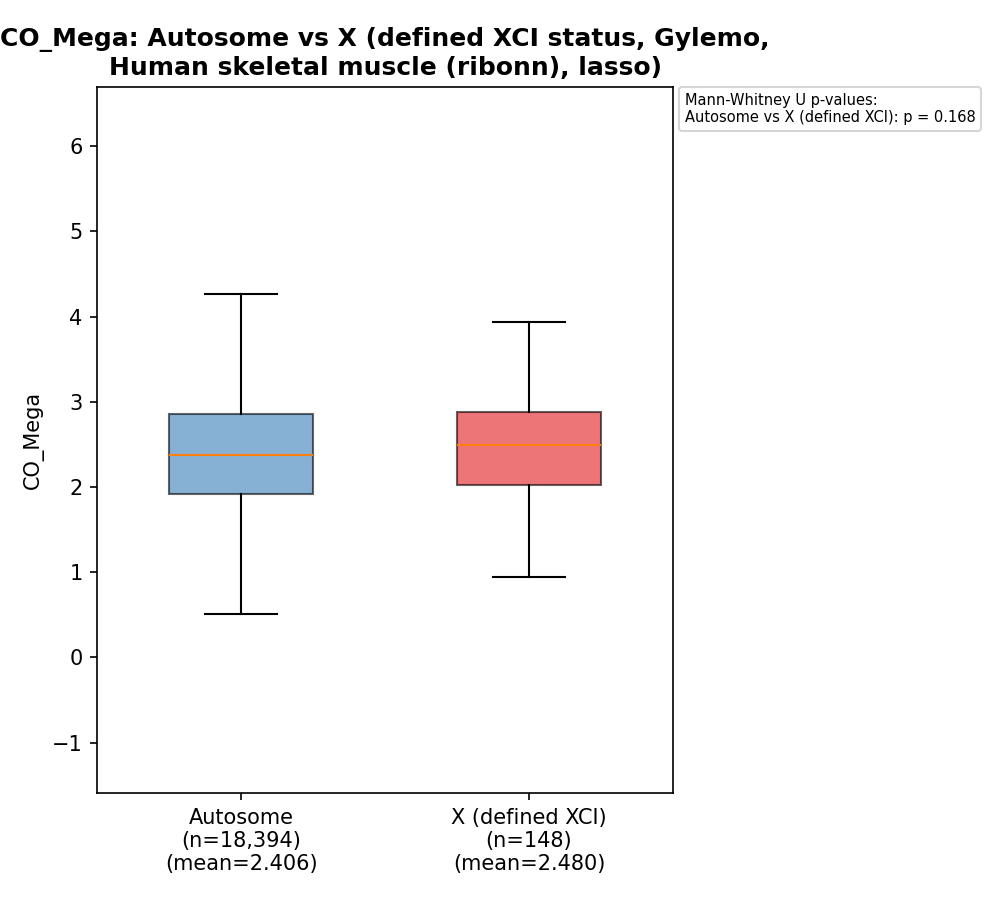 CO_Mega: Autosome vs X (defined XCI status, Gylemo,
Human skeletal muscle (ribonn), lasso)
Mann-Whitney U p-values:
Autosome vs X (defined XCI): p = 0.168
CO_Mega
6
5
4
3
2
1
0
−1
Autosome
(n=18,394)
(mean=2.406)
X (defined XCI)
(n=148)
(mean=2.480)